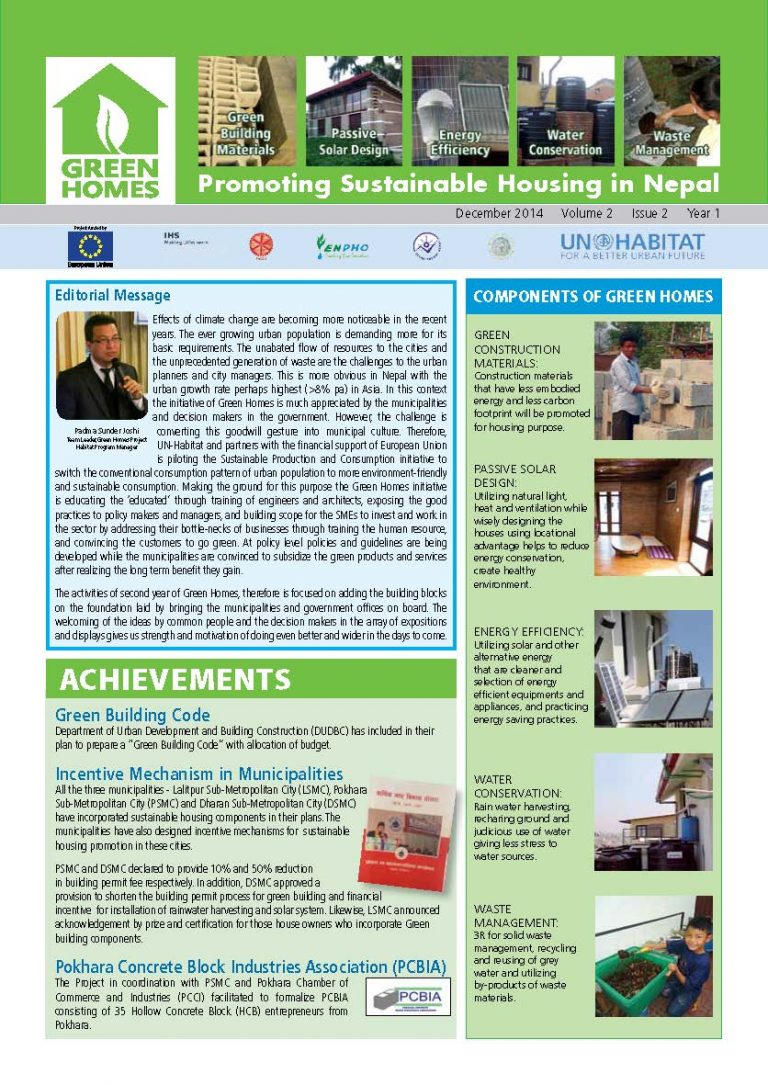 GREEN
HOMES
Green
Building
Materials
Passive
Solar Design
Energy
Efficiency
Water
Conservation
Waste
Management
Promoting Sustainable Housing in Nepal
December 2014 Volume 2 Issue 2 Year 1
Project funded by
European Union
IHS
ENPHO
UN HABITAT
FOR A BETTER URBAN FUTURE
Editorial Message
Padma Sunder Joshi
Team Leader, Green Homes Project
Habitat Program Manager
Effects of climate change are becoming more noticeable in the recent
years. The ever growing urban population is demanding more for its
basic requirements. The unabated flow of resources to the cities and
the unprecedented generation of waste are the challenges to the urban
planners and city managers. This is more obvious in Nepal with the
urban growth rate perhaps highest (>8% pa) in Asia. In this context
the initiative of Green Homes is much appreciated by the municipalities
and decision makers in the government. However, the challenge is
converting this goodwill gesture into municipal culture. Therefore,
UN-Habitat and partners with the financial support of European Union
is piloting the Sustainable Production and Consumption initiative to
switch the conventional consumption pattern of urban population to more environment-friendly
and sustainable consumption. Making the ground for this purpose the Green Homes initiative
is educating the 'educated' through training of engineers and architects, exposing the good
practices to policy makers and managers, and building scope for the SMEs to invest and work in
the sector by addressing their bottle-necks of businesses through training the human resource,
and convincing the customers to go green. At policy level policies and guidelines are being
developed while the municipalities are convinced to subsidize the green products and services
after realizing the long term benefit they gain.
The activities of second year of Green Homes, therefore is focused on adding the building blocks
on the foundation laid by bringing the municipalities and government offices on board. The
welcoming of the ideas by common people and the decision makers in the array of expositions
and displays gives us strength and motivation of doing even better and wider in the days to come.
ACHIEVEMENTS
Green Building Code
Department of Urban Development and Building Construction (DUDBC) has included in their
plan to prepare a "Green Building Code" with allocation of budget.
Incentive Mechanism in Municipalities
All the three municipalities - Lalitpur Sub-Metropolitan City (LSMC), Pokhara
Sub-Metropolitan City (PSMC) and Dharan Sub-Metropolitan City (DSMC)
have incorporated sustainable housing components in their plans. The
municipalities have also designed incentive mechanisms for sustainable
housing promotion in these cities.
PSMC and DSMC declared to provide 10% and 50% reduction
in building permit fee respectively. In addition, DSMC approved a
provision to shorten the building permit process for green building and financial
incentive for installation of rainwater harvesting and solar system. Likewise, LSMC announced
acknowledgement by prize and certification for those house owners who incorporate Green
building components.
Pokhara Concrete Block Industries Association (PCBIA)
The Project in coordination with PSMC and Pokhara Chamber of
Commerce and Industries (PCCI) facilitated to formalize PCBIA
consisting of 35 Hollow Concrete Block (HCB) entrepreneurs from
Pokhara.
PCBIA
COMPONENTS OF GREEN HOMES
GREEN
CONSTRUCTION
MATERIALS:
Construction materials
that have less embodied
energy and less carbon
footprint will be promoted
for housing purpose.
PASSIVE SOLAR
DESIGN:
Utilizing natural light,
heat and ventilation while
wisely designing the
houses using locational
advantage helps to reduce
energy conservation,
create healthy
environment.
ENERGY EFFICIENCY:
Utilizing solar and other
alternative energy
that are cleaner and
selection of energy
efficient equipments and
appliances, and practicing
energy saving practices.
WATER
CONSERVATION:
Rain water harvesting,
recharing ground and
judicious use of water
giving less stress to
water sources.
WASTE
MANAGEMENT:
3R for solid waste
management, recycling
and reusing of grey
water and utilizing
by-products of waste
materials.